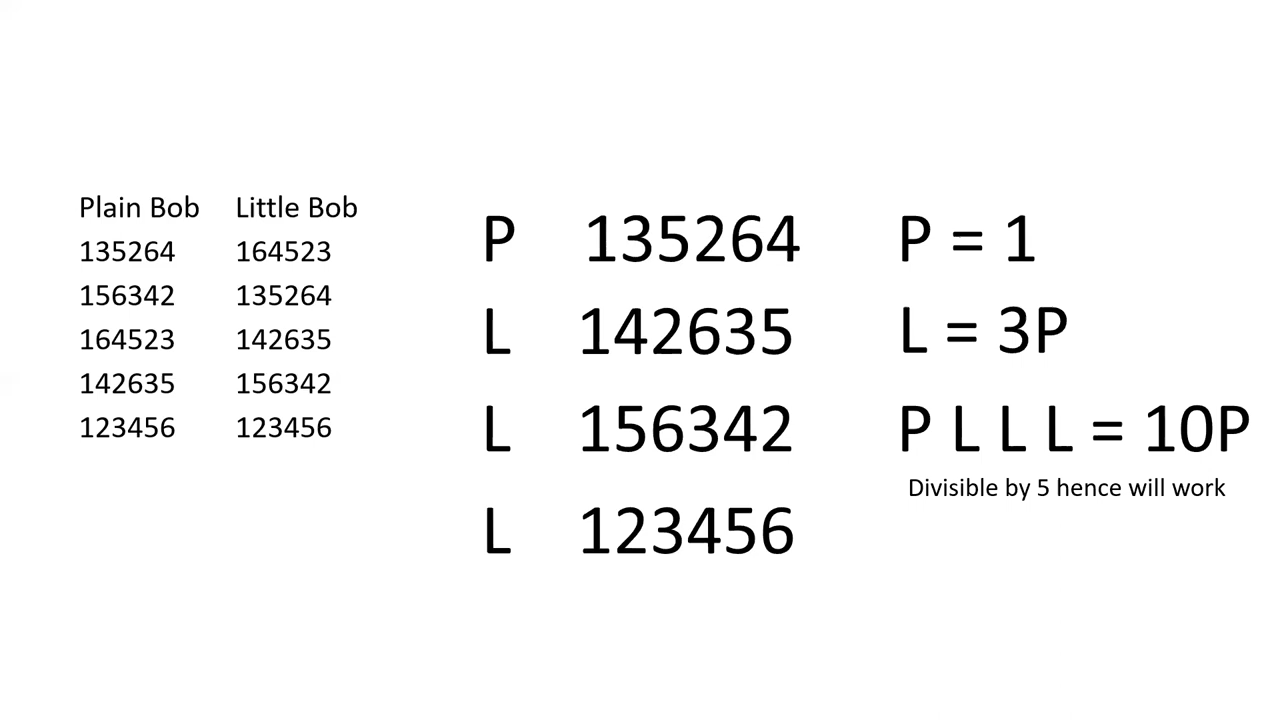 Plain Bob Little Bob
135264 164523
156342 135264
164523 142635
142635 156342
123456 123456
P 135264 P = 1
L 142635 L = 3P
L 156342 P L L L = 10P
Divisible by 5 hence will work
L 123456